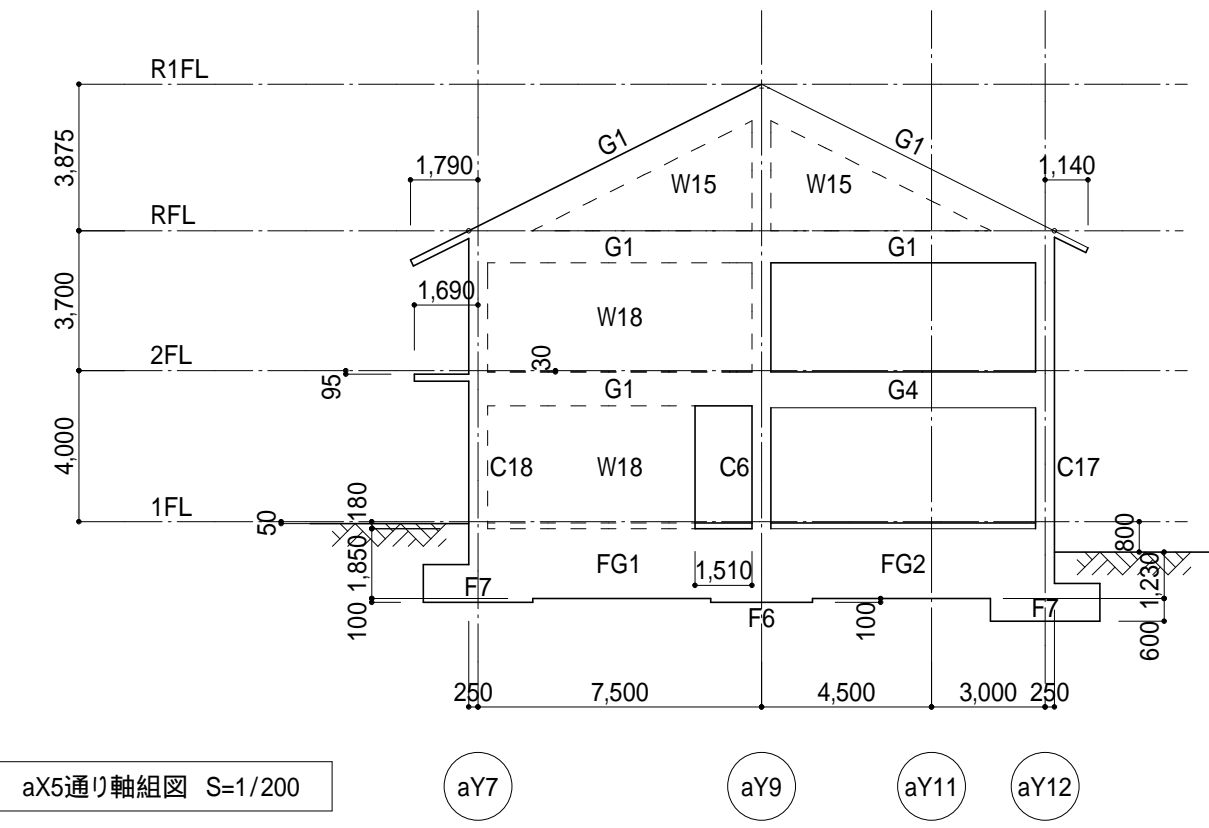 R1FL
3,875
G1
G1
1,790
W15
W15
1,140
RFL
G1
G1
3,700
1,690
W18
2FL
30
95
G1
G4
4,000
C18
W18
C6
C17
1FL
180
50
800
1,850
FG1
1,510
FG2
1,230
F7
F6
F7
100
100
600
250
7,500
4,500
3,000
250
aX5通り軸組図 S=1/200
aY7
aY9
aY11
aY12